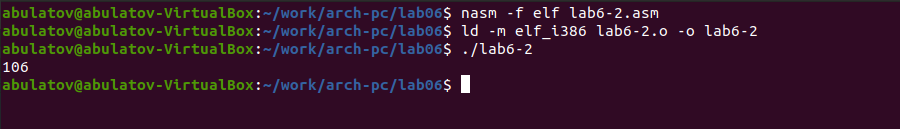 abulatov@abulatov-VirtualBox:~/work/arch-pc/lab06$ nasm -f elf lab6-2.asm
abulatov@abulatov-VirtualBox:~/work/arch-pc/lab06$ ld -m elf_i386 lab6-2.o -o lab6-2
abulatov@abulatov-VirtualBox:~/work/arch-pc/lab06$ ./lab6-2
106
abulatov@abulatov-VirtualBox:~/work/arch-pc/lab06$